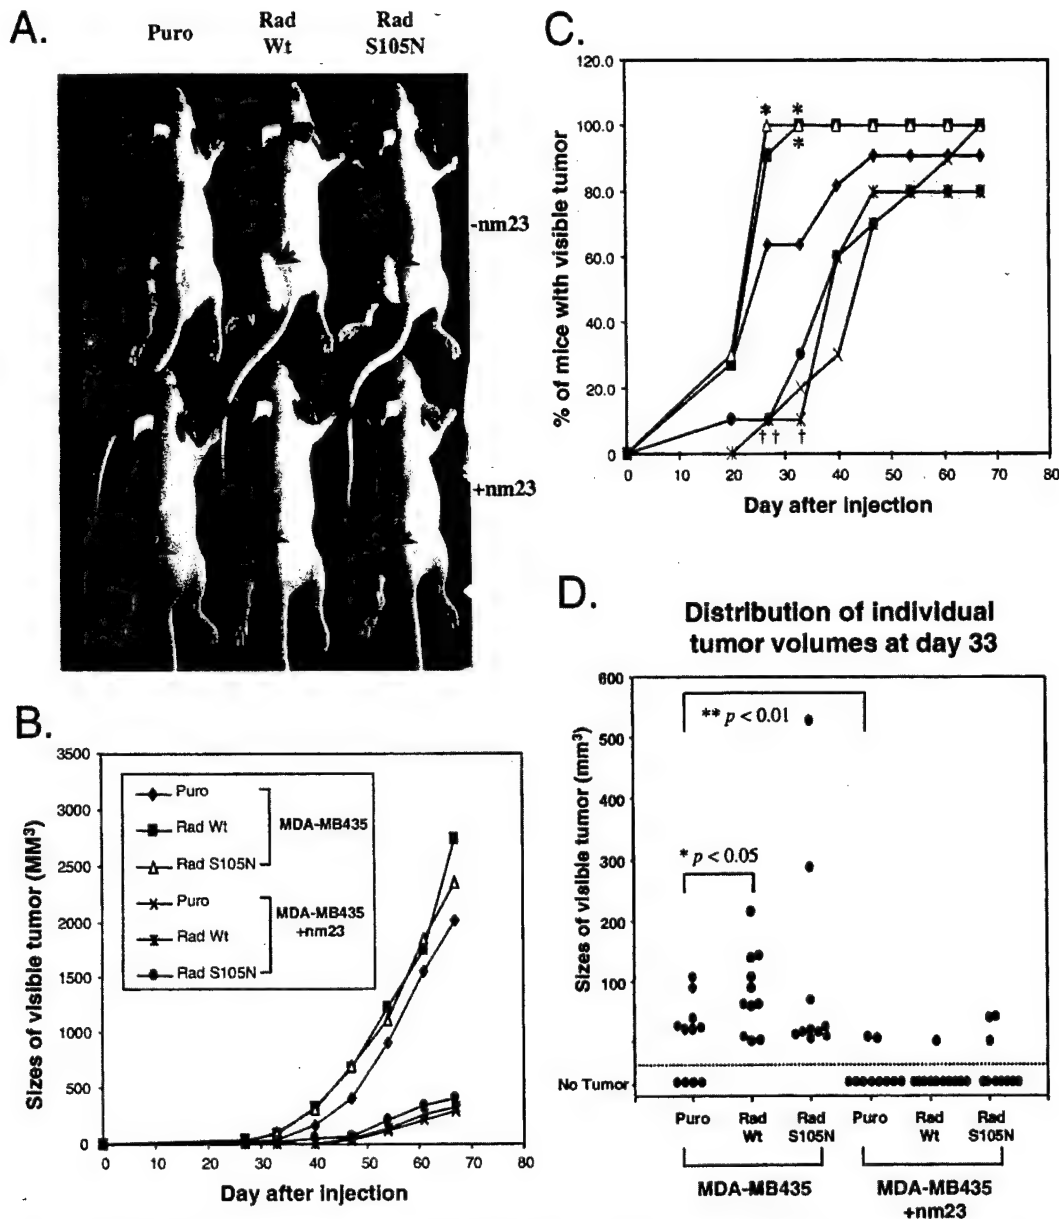 A.
Puro
Rad
Wt
Rad
S105N
-nm23
+nm23
B.
3500
3000
2500
2000
1500
1000
500
0
Sizes of visible tumor (MM³)
Puro
Rad Wt
Rad S105N
MDA-MB435
Puro
Rad Wt
Rad S105N
MDA-MB435
+nm23
0 10 20 30 40 50 60 70 80
Day after injection
C.
120.0
100.0
80.0
60.0
40.0
20.0
0
% of mice with visible tumor
* *
*
† † †
0 10 20 30 40 50 60 70 80
Day after injection
D.
Distribution of individual
tumor volumes at day 33
600
500
400
300
200
100
No Tumor
Sizes of visible tumor (mm³)
** p < 0.01
* p < 0.05
Puro
Rad
Wt
Rad
S105N
Puro
Rad
Wt
Rad
S105N
MDA-MB435
MDA-MB435
+nm23